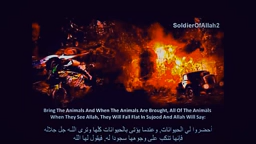 SoldierOfAllah2
Bring The Animals And When The Animals Are Brought, All Of The Animals
When They See Allah, They Will Fall Flat In Sujood And Allah Will Say:
أحضروا لي الحيوانات, وعندما يؤتى بالحيوانات كلها وترى الله جل جلاله
فإنها تنكب على وجوهها سجودا له, فيقول لها الله